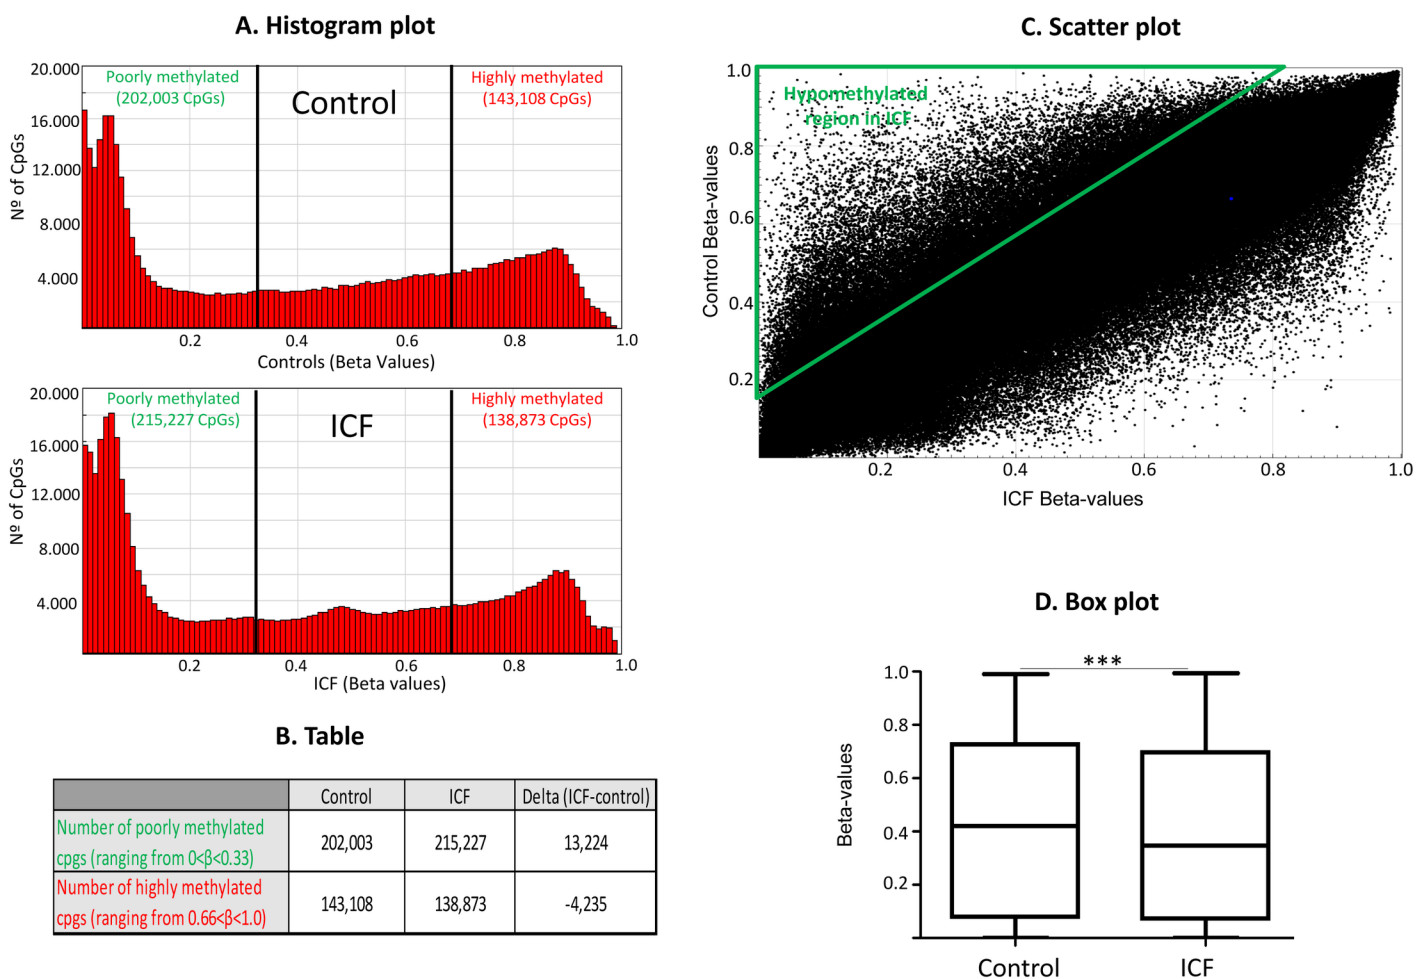 A. Histogram plot
20.000
16.000
12.000
8.000
4.000
Nº of CpGs
Poorly methylated
(202,003 CpGs)
Control
Highly methylated
(143,108 CpGs)
0.2
0.4
0.6
0.8
1.0
Controls (Beta Values)
20.000
16.000
12.000
8.000
4.000
Nº of CpGs
Poorly methylated
(215,227 CpGs)
ICF
Highly methylated
(138,873 CpGs)
0.2
0.4
0.6
0.8
1.0
ICF (Beta values)
B. Table
Control
ICF
Delta (ICF-control)
Number of poorly methylated
cpgs (ranging from 0<β<0.33)
202,003
215,227
13,224
Number of highly methylated
cpgs (ranging from 0.66<β<1.0)
143,108
138,873
-4,235
C. Scatter plot
1.0
0.8
0.6
0.4
0.2
Control Beta-values
Hypomethylated
region in ICF
0.2
0.4
0.6
0.8
1.0
ICF Beta-values
D. Box plot
***
1.0
0.8
0.6
0.4
0.2
Beta-values
Control
ICF